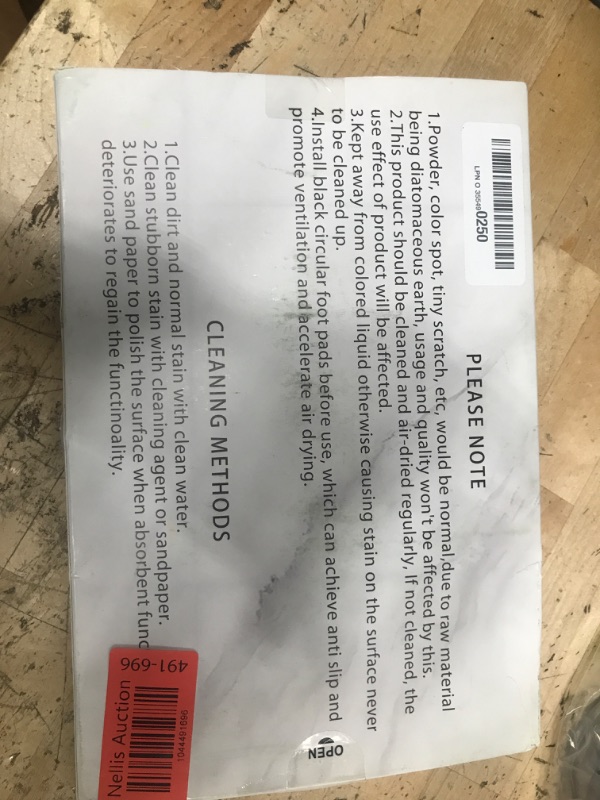 LPN O 35549 0250
PLEASE NOTE
1.Powder, color spot, tiny scratch, etc, would be normal,due to raw material
being diatomaceous earth, usage and quality won't be affected by this.
2.This product should be cleaned and air-dried regularly, If not cleaned, the
use effect of product will be affected.
3.Kept away from colored liquid otherwise causing stain on the surface never
to be cleaned up.
4.Install black circular foot pads before use, which can achieve anti slip and
promote ventilation and accelerate air drying.
CLEANING METHODS
1.Clean dirt and normal stain with clean water.
2.Clean stubborn stain with cleaning agent or sandpaper.
3.Use sand paper to polish the surface when absorbent func
deteriorates to regain the functinoality.
OPEN
491-696
1044491696
Nellis Auction